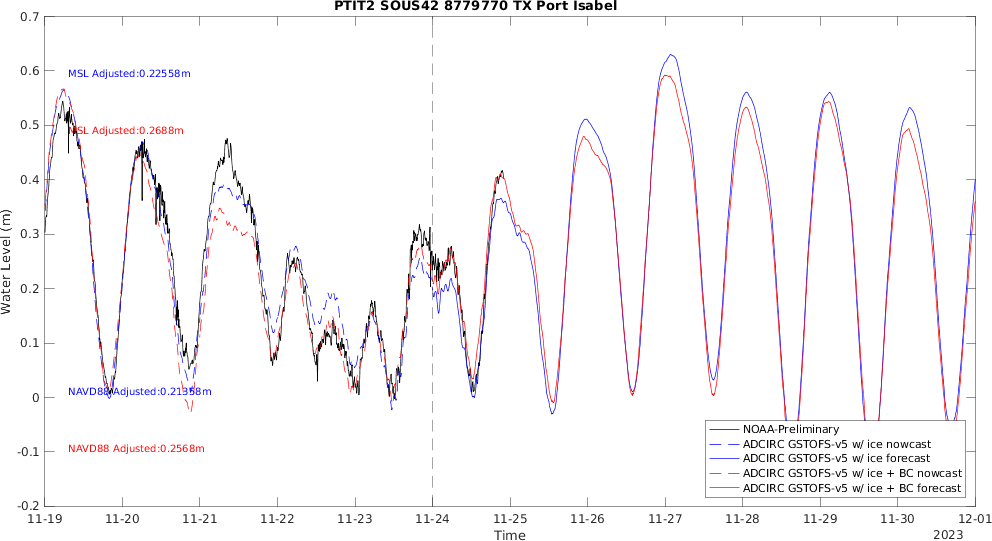 PTIT2 SOUS42 8779770 TX Port Isabel
0.7
0.6
0.5
0.4
0.3
0.2
0.1
0
-0.1
-0.2
Water Level (m)
MSL Adjusted:0.22558m
MSL Adjusted:0.2688m
NAVD88 Adjusted:0.21358m
NAVD88 Adjusted:0.2568m
NOAA-Preliminary
ADCIRC GSTOFS-v5 w/ ice nowcast
ADCIRC GSTOFS-v5 w/ ice forecast
ADCIRC GSTOFS-v5 w/ ice + BC nowcast
ADCIRC GSTOFS-v5 w/ ice + BC forecast
11-19 11-20 11-21 11-22 11-23 11-24 11-25 11-26 11-27 11-28 11-29 11-30 12-01
Time
2023